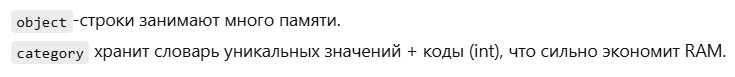 object-строки занимают много памяти.
category хранит словарь уникальных значений + коды (int), что сильно экономит RAM.